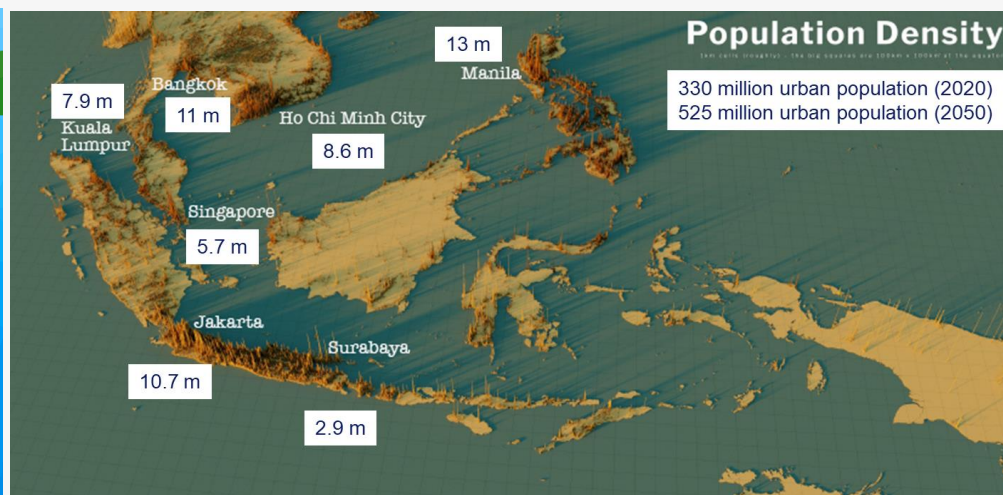 Population Density
330 million urban population (2020)
525 million urban population (2050)
13 m
Manila
Bangkok
11 m
7.9 m
Kuala
Lumpur
Ho Chi Minh City
8.6 m
Singapore
5.7 m
Jakarta
10.7 m
Surabaya
2.9 m